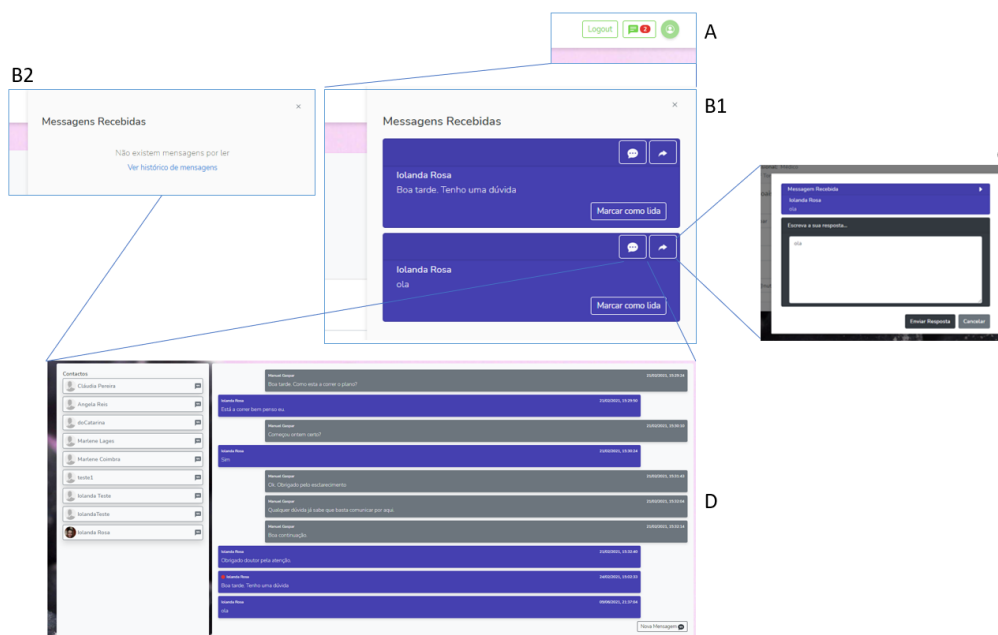 Logout
2
A
B2
Messagens Recebidas
×
Não existem mensagens por ler
Ver histórico de mensagens
B1
Messagens Recebidas
×
Iolanda Rosa
Boa tarde. Tenho uma dúvida
Marcar como lida
Iolanda Rosa
ola
Marcar como lida
Messagem Recebida
Iolanda Rosa
ola
Escreva a sua resposta...
ola
Enviar Resposta
Cancelar
Contactos
Cláudia Pereira
Angela Reis
doCatarina
Marlene Lages
Marlene Coimbra
teste1
Iolanda Teste
IolandaTeste
Iolanda Rosa
Manuel Gaspar
Boa tarde. Como está a correr o plano?
Iolanda Rosa
Está a correr bem penso eu.
Manuel Gaspar
Começou ontem certo?
Iolanda Rosa
Sim
Manuel Gaspar
Ok. Obrigado pelo esclarecimento
Manuel Gaspar
Qualquer dúvida já sabe que basta comunicar por aqui.
Manuel Gaspar
Boa continuação.
Iolanda Rosa
Obrigado doutor pela atenção.
Iolanda Rosa
Boa tarde. Tenho uma dúvida
Iolanda Rosa
ola
Nova Mensagem
D